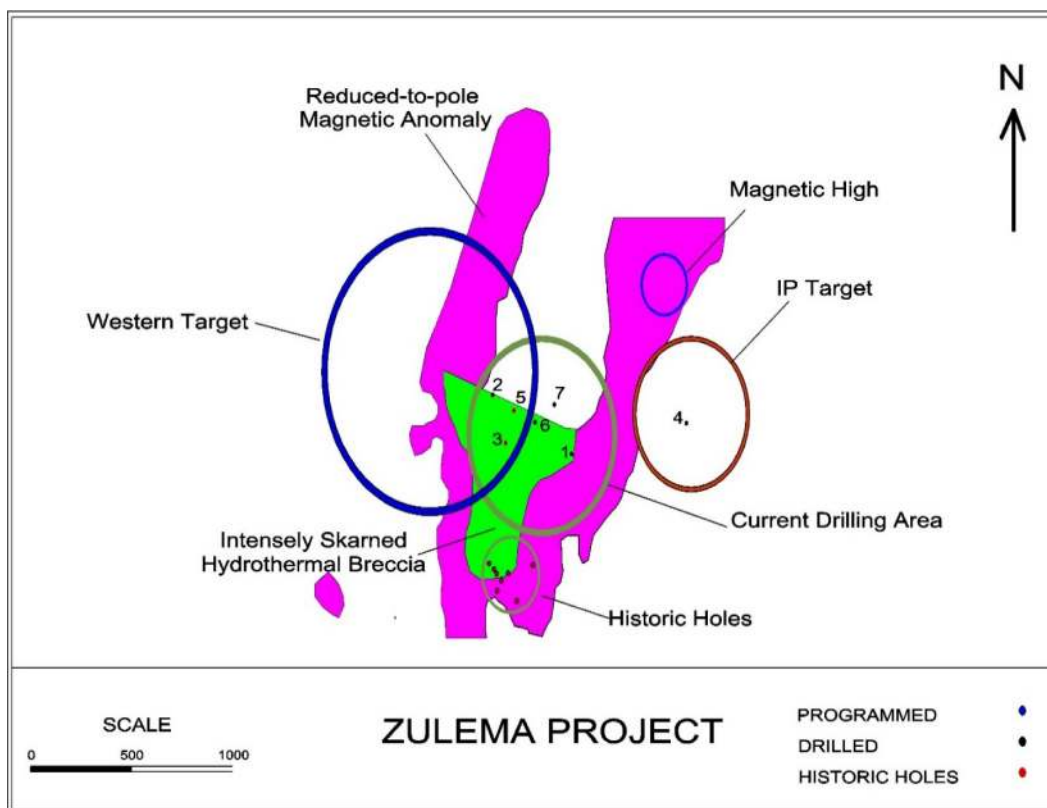 N
Reduced-to-pole
Magnetic Anomaly
Magnetic High
IP Target
Western Target
2
7
5
6
4
3
1
Current Drilling Area
Intensely Skarned
Hydrothermal Breccia
Historic Holes
SCALE
0 500 1000
ZULEMA PROJECT
PROGRAMMED
DRILLED
HISTORIC HOLES